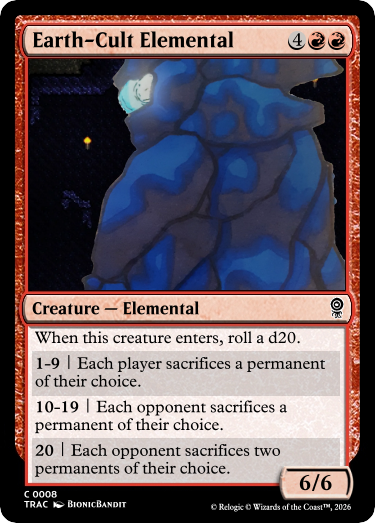 Earth-Cult Elemental 4
Creature — Elemental
When this creature enters, roll a d20.
1-9 | Each player sacrifices a permanent
of their choice.
10-19 | Each opponent sacrifices a
permanent of their choice.
20 | Each opponent sacrifices two
permanents of their choice.
6/6
C 0008
TRAC BionicBandit
© Relogic © Wizards of the Coast™, 2026